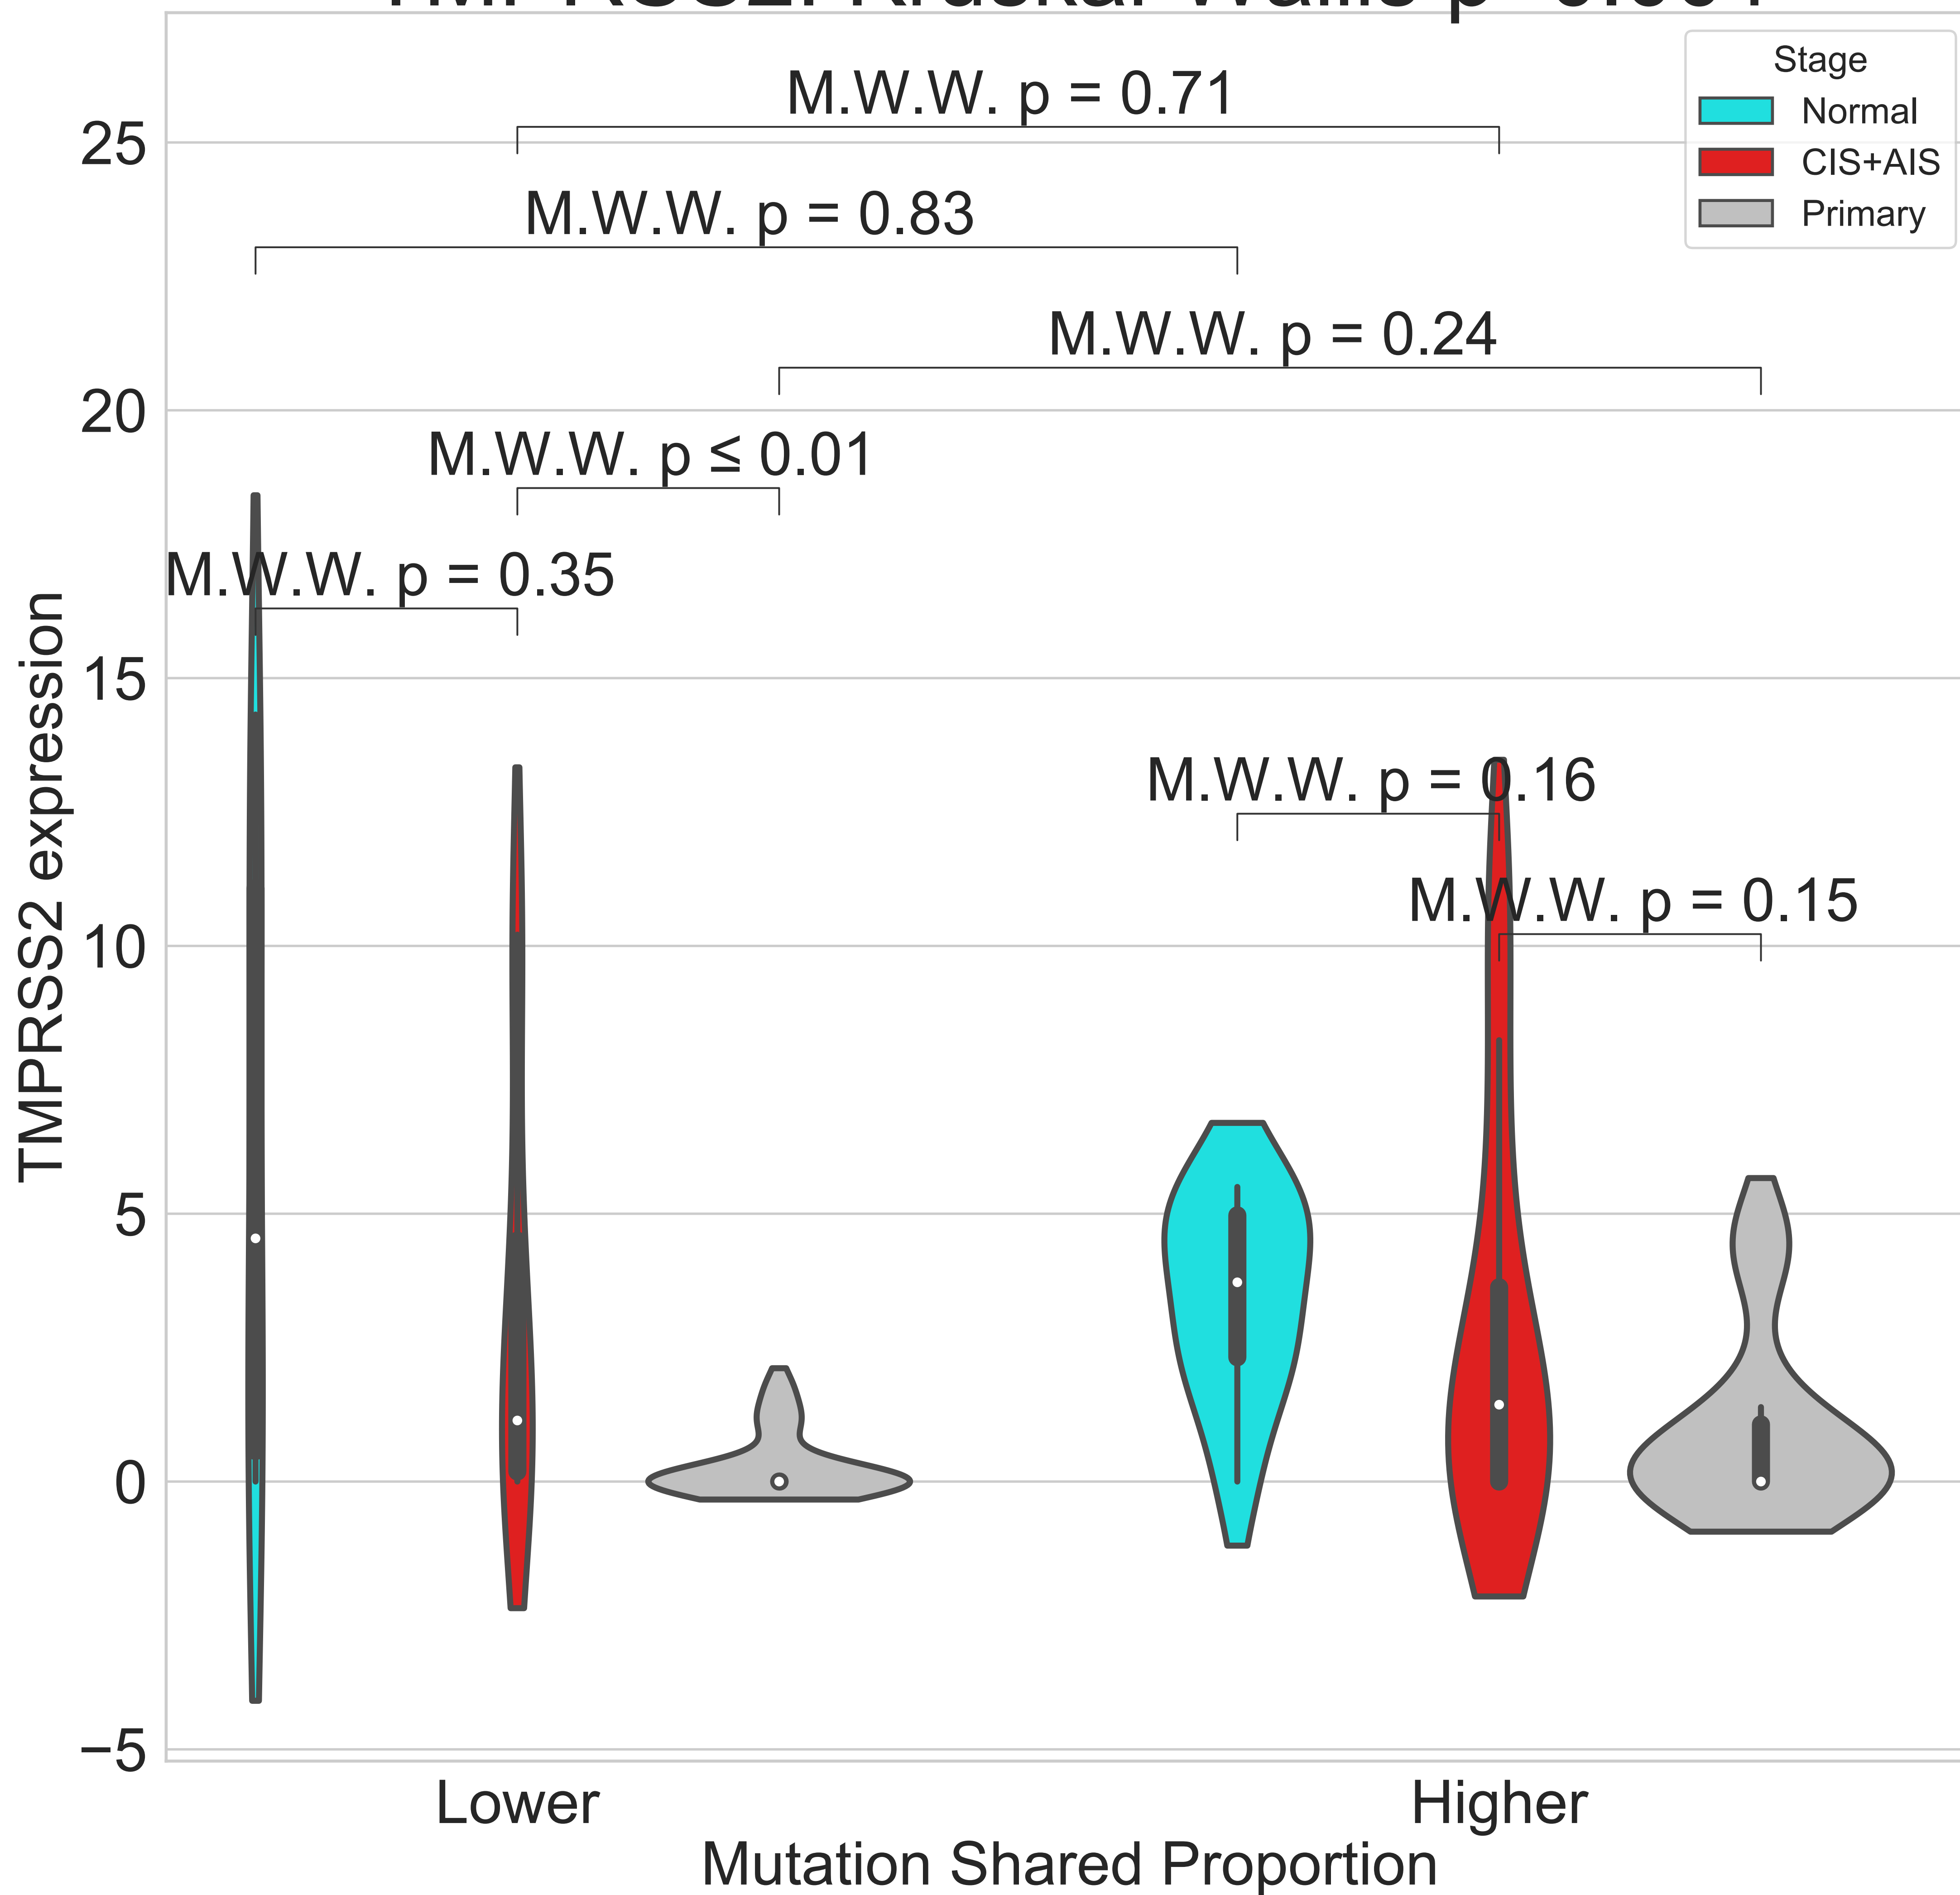 Stage
Normal
CIS+AIS
Primary
M.W.W. p = 0.71
M.W.W. p = 0.83
M.W.W. p = 0.24
M.W.W. p ≤ 0.01
M.W.W. p = 0.35
M.W.W. p = 0.16
M.W.W. p = 0.15
TMPRSS2 expression
25
20
15
10
5
0
−5
Lower
Higher
Mutation Shared Proportion